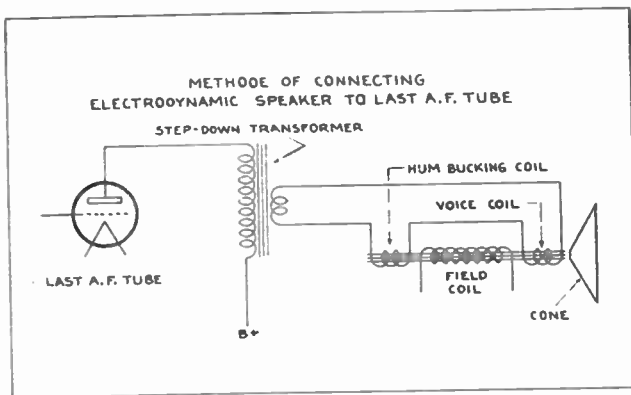 METHODE OF CONNECTING
ELECTRODYNAMIC SPEAKER TO LAST A.F. TUBE
STEP-DOWN TRANSFORMER
HUM BUCKING COIL
VOICE COIL
LAST A.F. TUBE
FIELD
COIL
CONE
B+